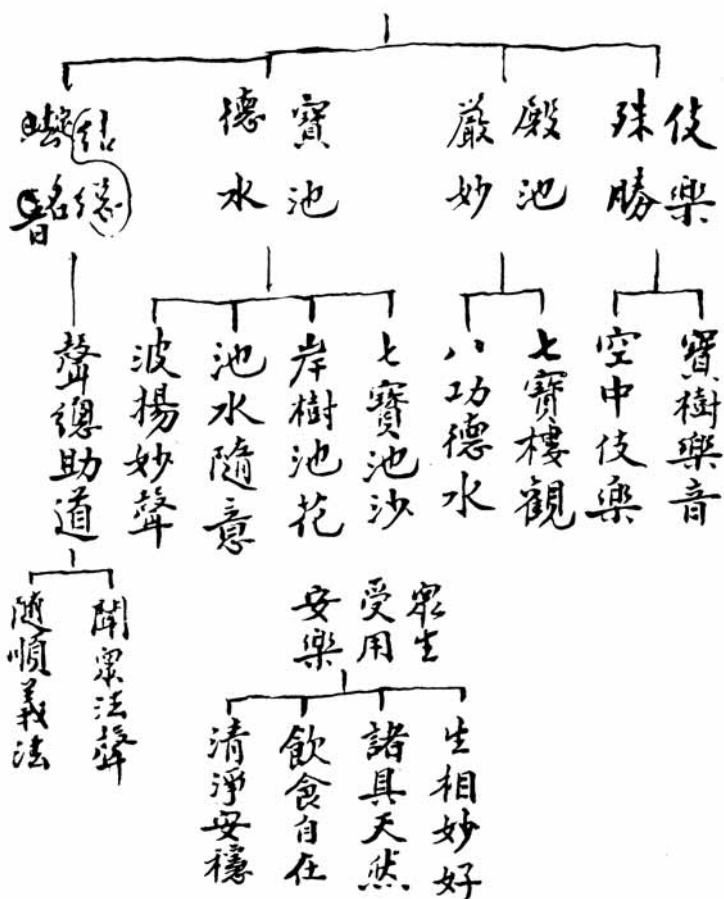 伎樂
殊勝
殿池
嚴妙
寶池
德水
結總
寶樹樂音
空中伎樂
七寶樓觀
八功德水
七寶池沙
岸樹池花
池水隨意
波揚妙聲
聲總助道
聞眾法聲
隨順義法
眾生
受用
安樂
生相妙好
諸具天然
飲食自在
清淨安穩